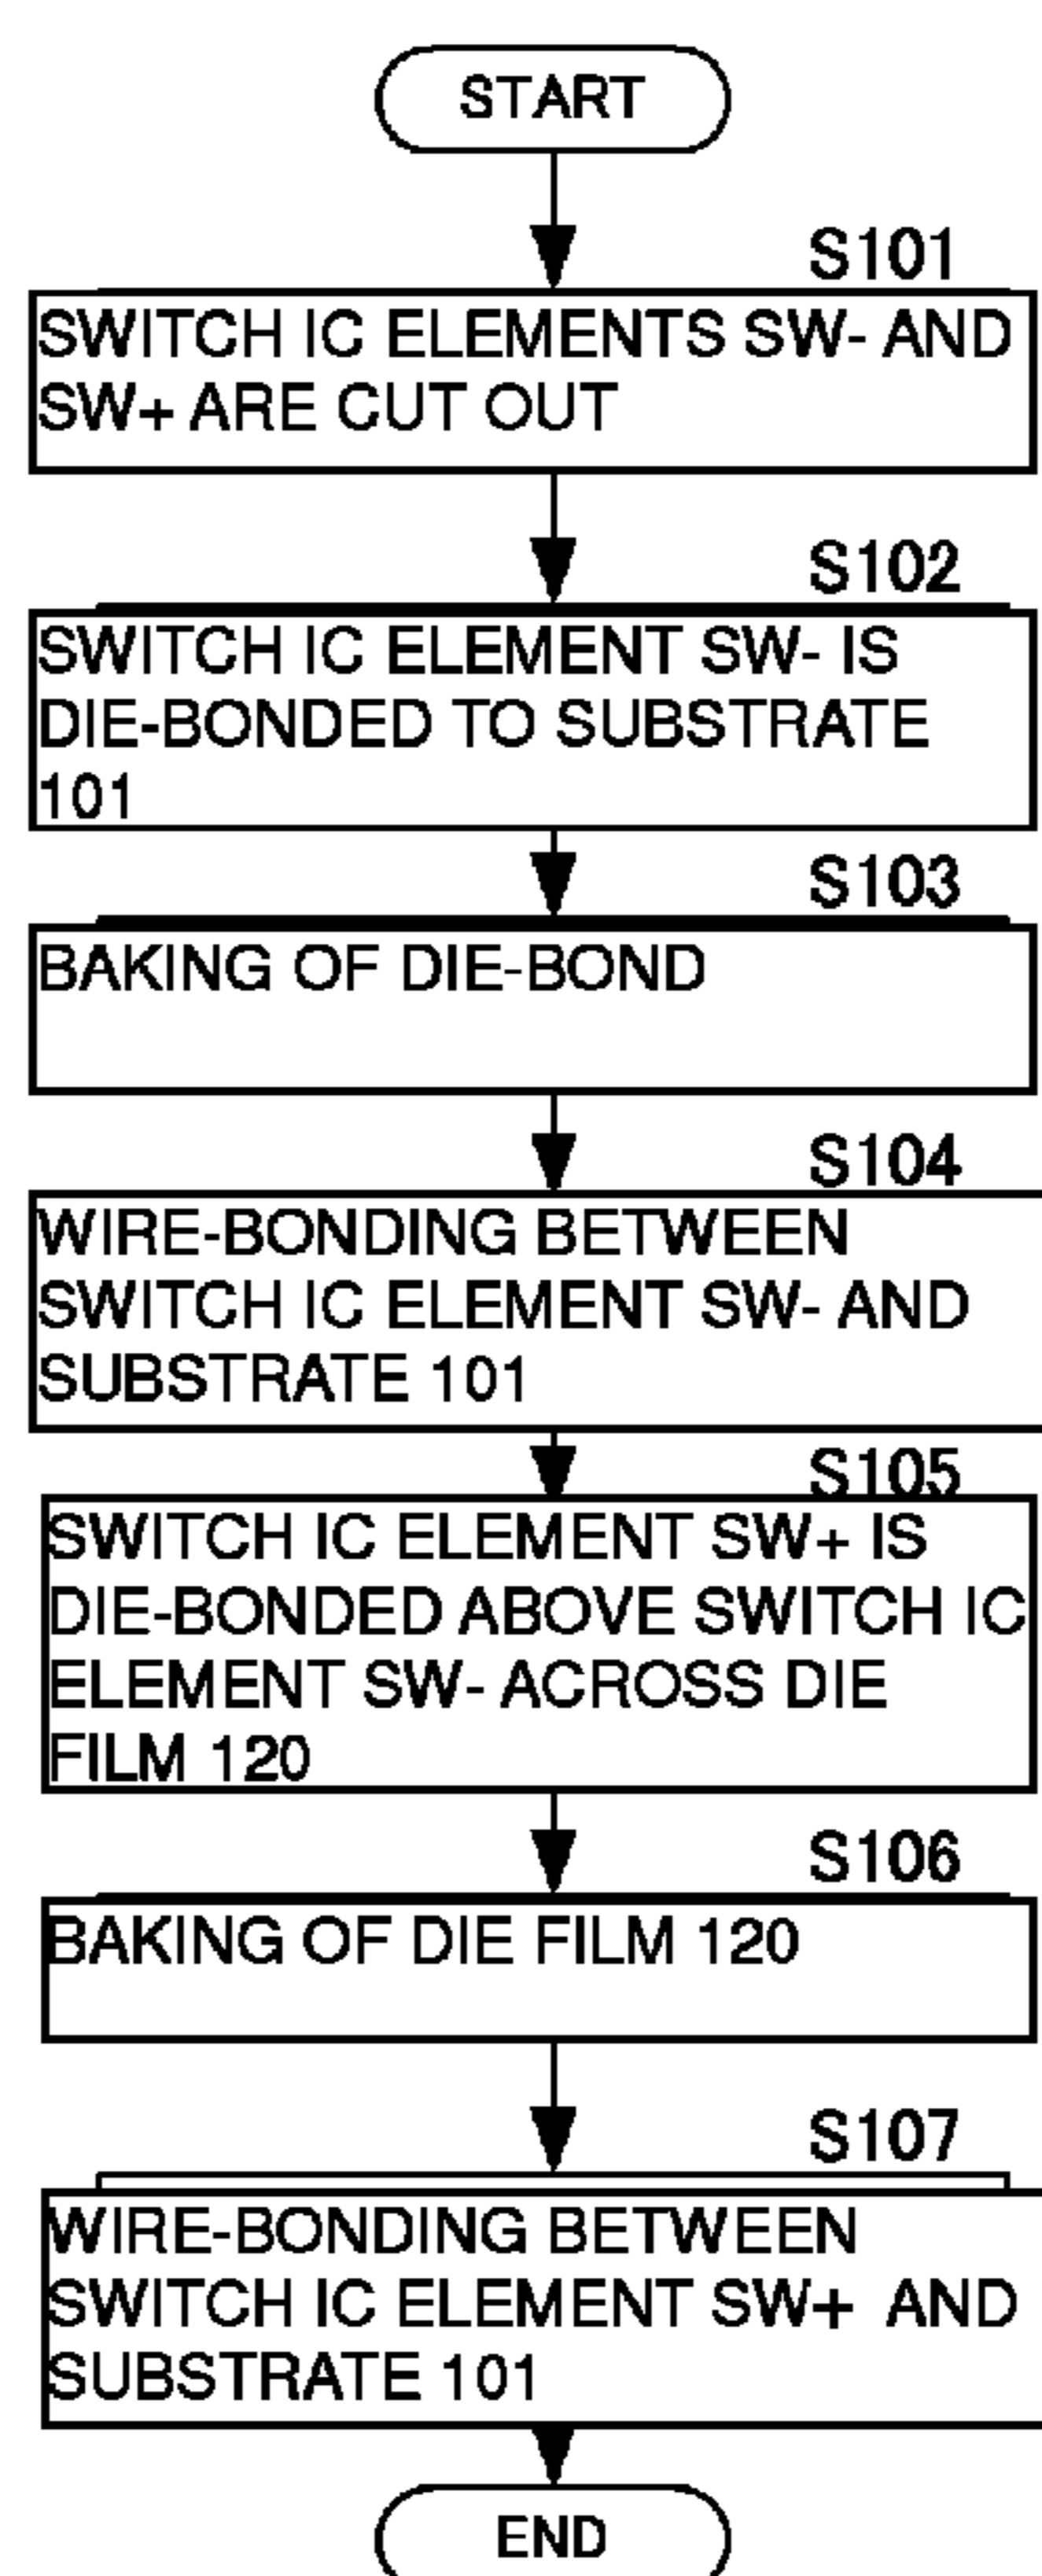 START
S101
SWITCH IC ELEMENTS SW- AND
SW+ ARE CUT OUT
S102
SWITCH IC ELEMENT SW- IS
DIE-BONDED TO SUBSTRATE
101
S103
BAKING OF DIE-BOND
S104
WIRE-BONDING BETWEEN
SWITCH IC ELEMENT SW- AND
SUBSTRATE 101
S105
SWITCH IC ELEMENT SW+ IS
DIE-BONDED ABOVE SWITCH IC
ELEMENT SW- ACROSS DIE
FILM 120
S106
BAKING OF DIE FILM 120
S107
WIRE-BONDING BETWEEN
SWITCH IC ELEMENT SW+ AND
SUBSTRATE 101
END